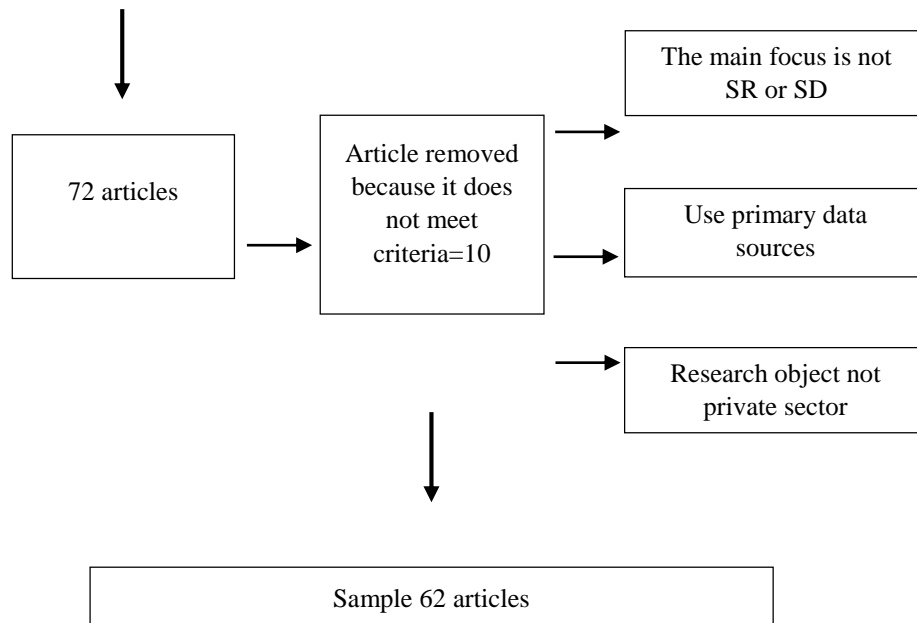 The main focus is not
SR or SD
72 articles
Article removed
because it does
not meet
criteria=10
Use primary data
sources
Research object not
private sector
Sample 62 articles